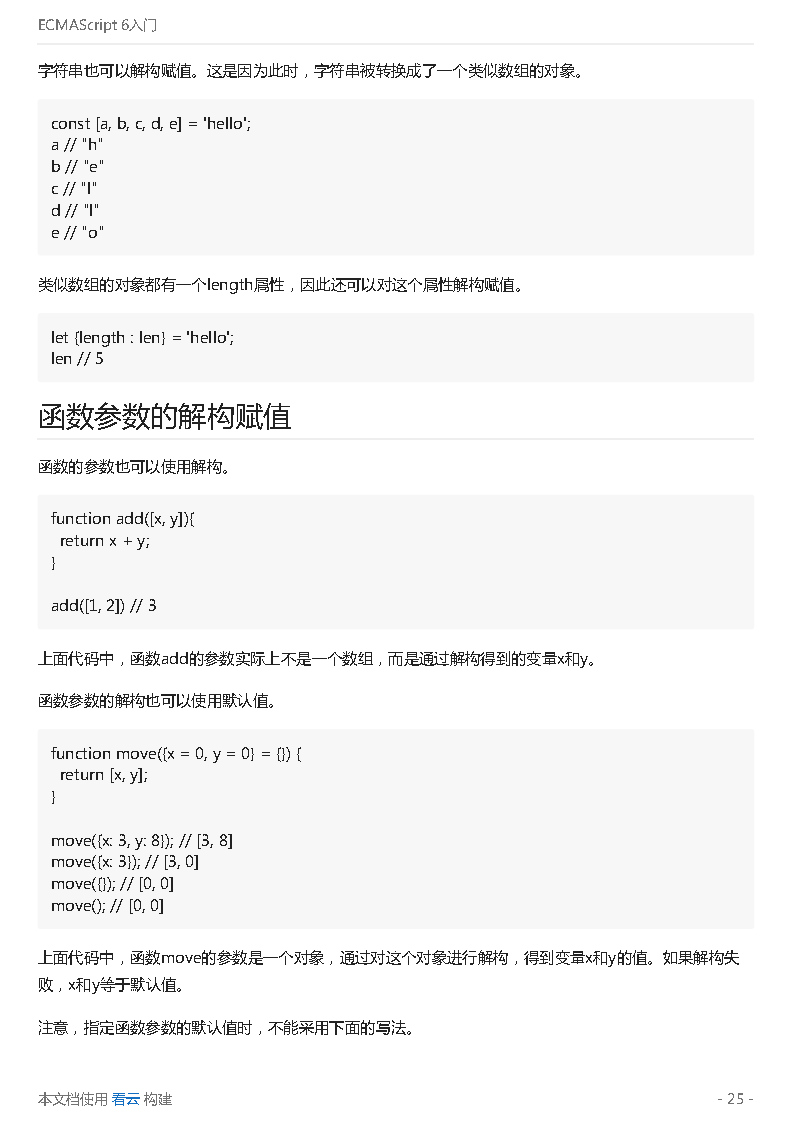 ECMAScript 6入门
字符串也可以解构赋值。这是因为此时，字符串被转换成了一个类似数组的对象。
const [a, b, c, d, e] = 'hello';
a // "h"
b // "e"
c // "l"
d // "l"
e // "o"
类似数组的对象都有一个length属性，因此还可以对这个属性解构赋值。
let {length : len} = 'hello';
len // 5
函数参数的解构赋值
函数的参数也可以使用解构。
function add([x, y]){
  return x + y;
}
add([1, 2]) // 3
上面代码中，函数add的参数实际上不是一个数组，而是通过解构得到的变量x和y。
函数参数的解构也可以使用默认值。
function move({x = 0, y = 0} = {}) {
  return [x, y];
}
move({x: 3, y: 8}); // [3, 8]
move({x: 3}); // [3, 0]
move({}); // [0, 0]
move(); // [0, 0]
上面代码中，函数move的参数是一个对象，通过对这个对象进行解构，得到变量x和y的值。如果解构失
败，x和y等于默认值。
注意，指定函数参数的默认值时，不能采用下面的写法。
本文档使用 看云 构建
- 25 -